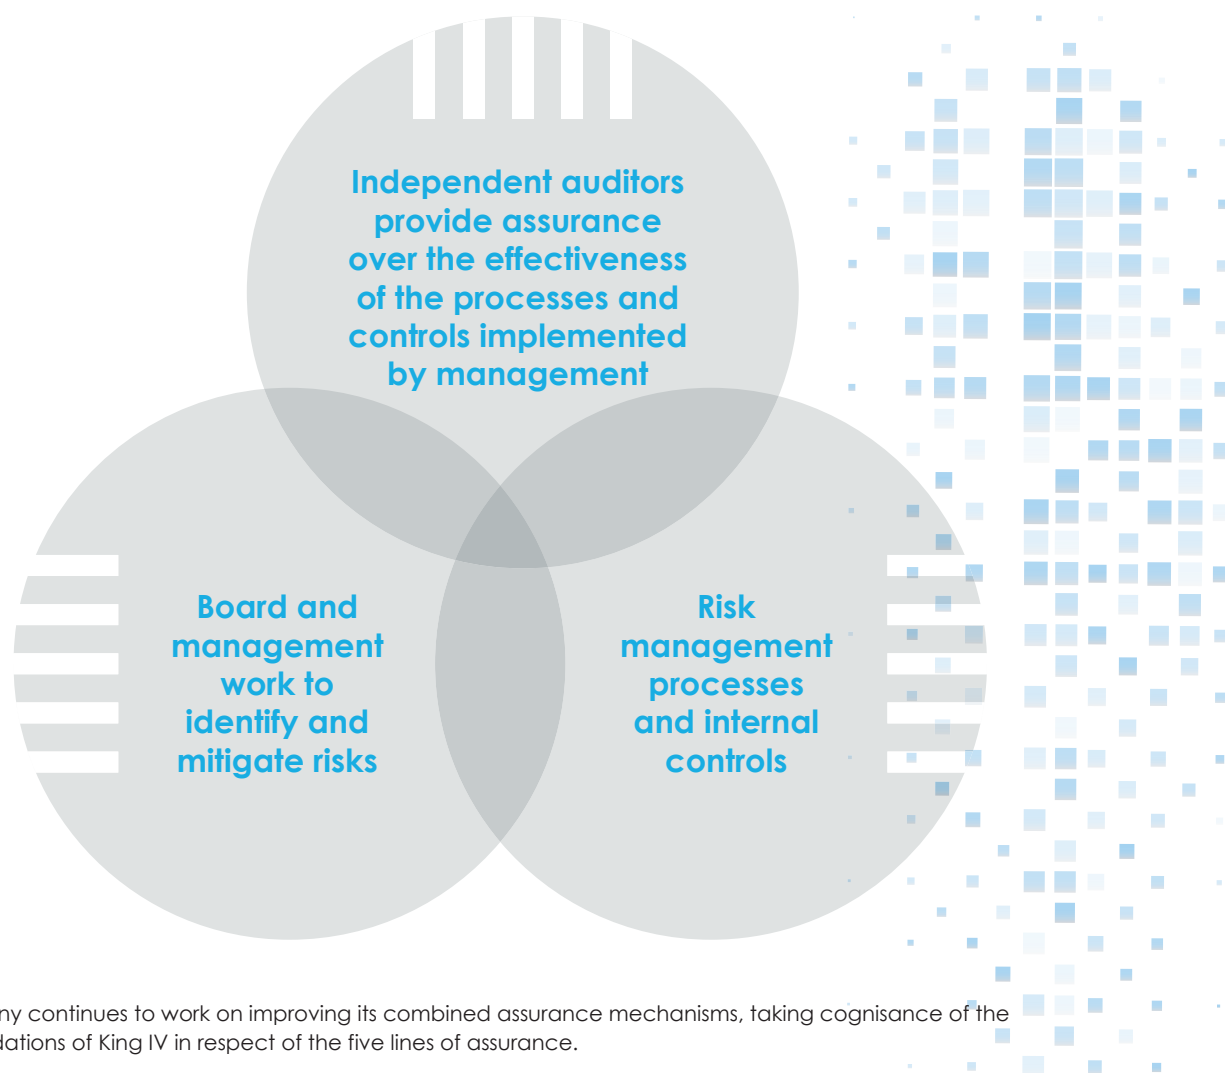 Independent auditors
provide assurance
over the effectiveness
of the processes and
controls implemented
by management
Board and
management
work to
identify and
mitigate risks
Risk
management
processes
and internal
controls
continues to work on improving its combined assurance mechanisms, taking cognisance of the
of King IV in respect of the five lines of assurance.